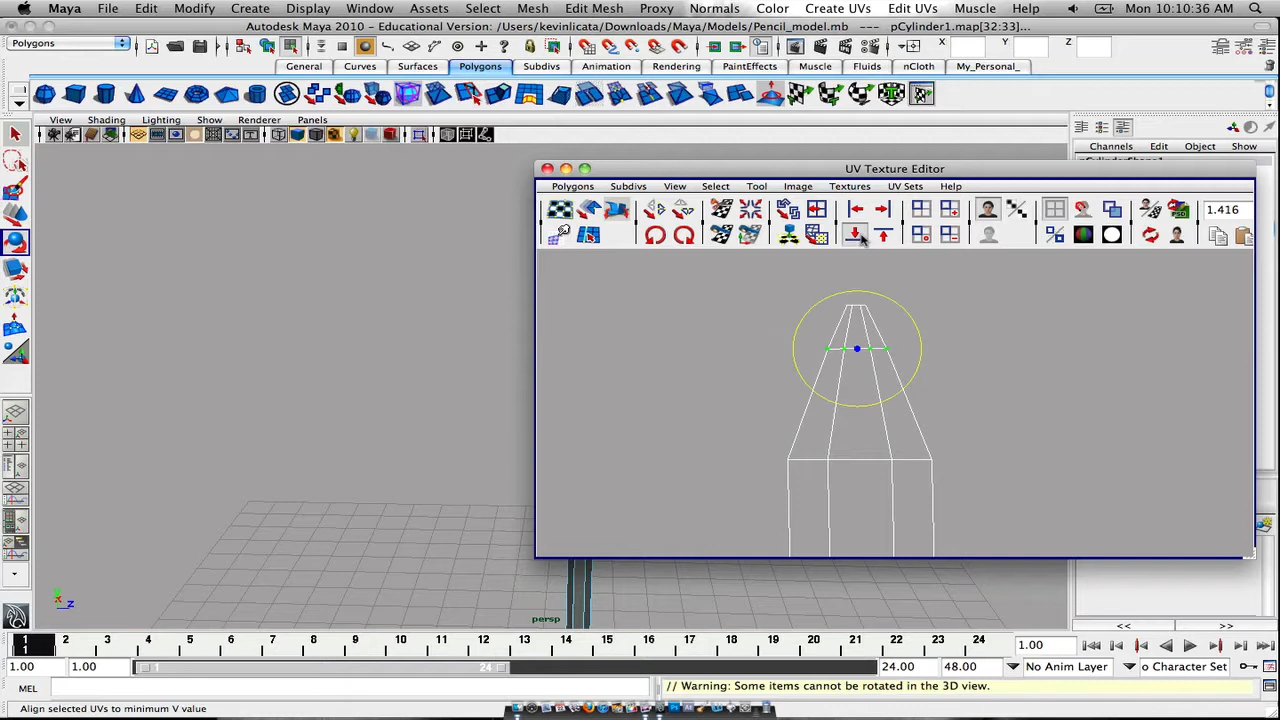 Maya File Edit Modify Create Display Window Assets Select Mesh Edit Mesh Proxy Normals Color Create UVs Edit UVs Muscle Help Mon 10:10:36 AM
Autodesk Maya 2010 - Educational Version: /Users/kevinlicata/Downloads/Maya/Models/Pencil_model.mb --- pCylinder1.map[32:33]...
Polygons X Y Z
General Curves Surfaces Polygons Subdivs Animation Rendering PaintEffects Muscle Fluids nCloth My_Personal_
View Shading Lighting Show Renderer Panels
Channels Edit Object Show
UV Texture Editor
Polygons Subdivs View Select Tool Image Textures UV Sets Help
1.416
y
x z
persp
<< >>
1 2 3 4 5 6 7 8 9 10 11 12 13 14 15 16 17 18 19 20 21 22 23 24
1 1.00
1.00 1.00 1 24 24.00 48.00 No Anim Layer o Character Set
MEL // Warning: Some items cannot be rotated in the 3D view.
Align selected UVs to minimum V value